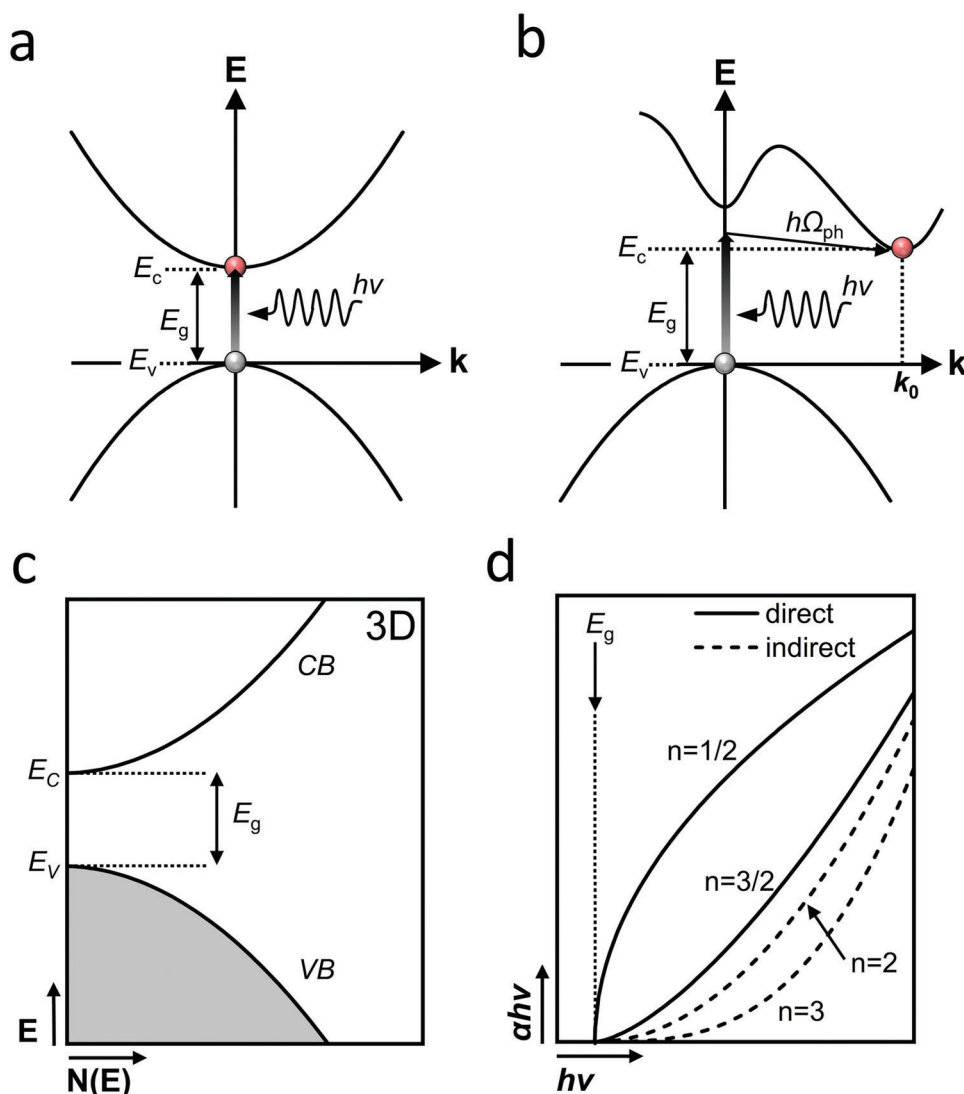 a
E
E_c
E_g
hν
E_v
k
b
E
hΩ_ph
E_c
E_g
hν
E_v
k_0
k
c
3D
CB
E_C
E_g
E_V
VB
E
N(E)
d
E_g
direct
indirect
n=1/2
n=3/2
n=2
n=3
αhν
hν